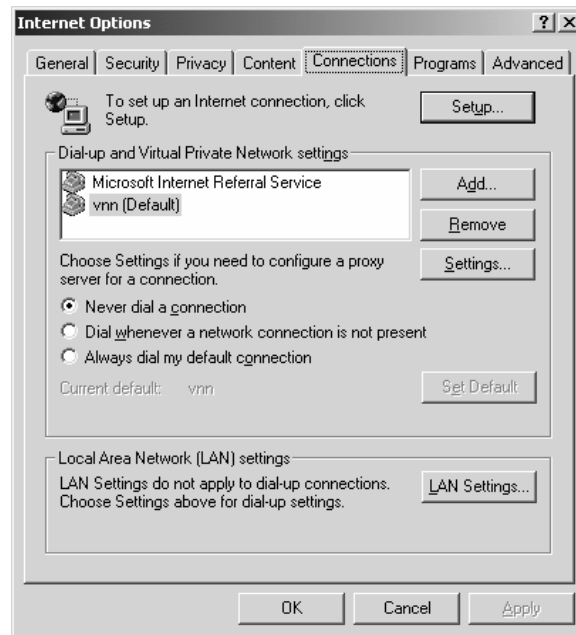 Internet Options
? x
General Security Privacy Content Connections Programs Advanced
To set up an Internet connection, click
Setup.
Setup...
Dial-up and Virtual Private Network settings
Microsoft Internet Referral Service
vnn (Default)
Add...
Remove
Choose Settings if you need to configure a proxy
server for a connection.
Settings...
Never dial a connection
Dial whenever a network connection is not present
Always dial my default connection
Current default: vnn
Set Default
Local Area Network (LAN) settings
LAN Settings do not apply to dial-up connections.
Choose Settings above for dial-up settings.
LAN Settings...
OK Cancel Apply